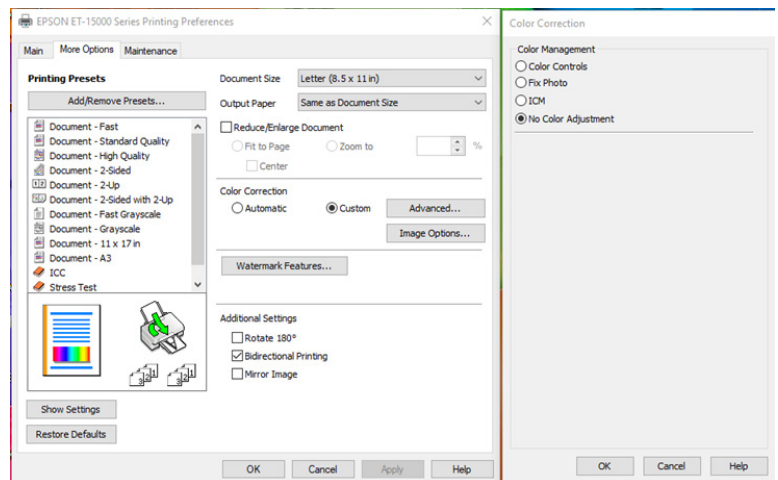 EPSON ET-15000 Series Printing Preferences
Main
More Options
Maintenance
Printing Presets
Add/Remove Presets...
Document - Fast
Document - Standard Quality
Document - High Quality
Document - 2-Sided
Document - 2-Up
Document - 2-Sided with 2-Up
Document - Fast Grayscale
Document - Grayscale
Document - 11 x 17 in
Document - A3
ICC
Stress Test
Show Settings
Restore Defaults
Document Size
Letter (8.5 x 11 in)
Output Paper
Same as Document Size
Reduce/Enlarge Document
Fit to Page
Zoom to
%
Center
Color Correction
Automatic
Custom
Advanced...
Image Options...
Watermark Features...
Additional Settings
Rotate 180°
Bidirectional Printing
Mirror Image
OK
Cancel
Apply
Help
Color Correction
Color Management
Color Controls
Fix Photo
ICM
No Color Adjustment
OK
Cancel
Help